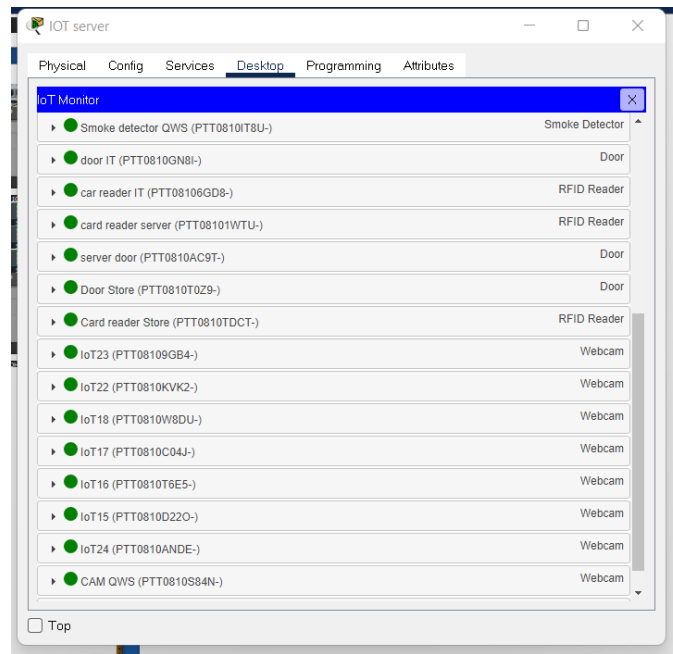 IOT server
Physical Config Services Desktop Programming Attributes
IoT Monitor X
Smoke detector QWS (PTT0810IT8U-) Smoke Detector
door IT (PTT0810GN8I-) Door
car reader IT (PTT08106GD8-) RFID Reader
card reader server (PTT08101WTU-) RFID Reader
server door (PTT0810AC9T-) Door
Door Store (PTT0810T0Z9-) Door
Card reader Store (PTT0810TDCT-) RFID Reader
IoT23 (PTT08109GB4-) Webcam
IoT22 (PTT0810KVK2-) Webcam
IoT18 (PTT0810W8DU-) Webcam
IoT17 (PTT0810C04J-) Webcam
IoT16 (PTT0810T6E5-) Webcam
IoT15 (PTT0810D22O-) Webcam
IoT24 (PTT0810ANDE-) Webcam
CAM QWS (PTT0810S84N-) Webcam
Top